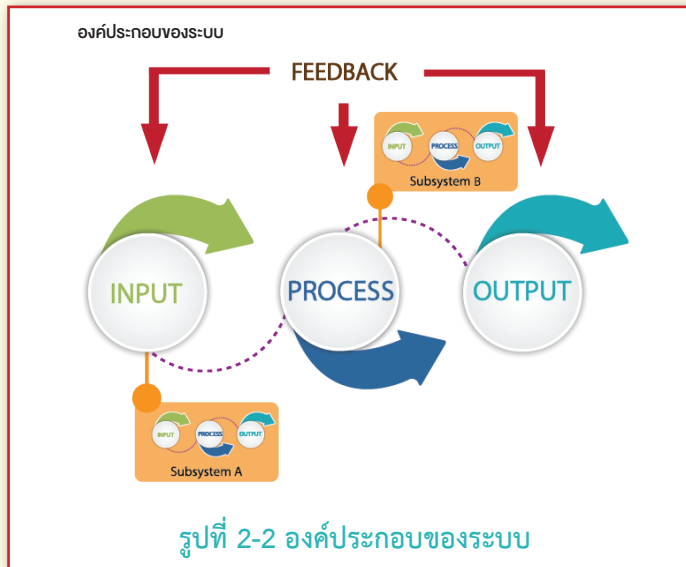 องค์ประกอบของระบบ
FEEDBACK
INPUT PROCESS OUTPUT
Subsystem B
INPUT PROCESS OUTPUT
INPUT PROCESS OUTPUT
Subsystem A
รูปที่ 2-2 องค์ประกอบของระบบ